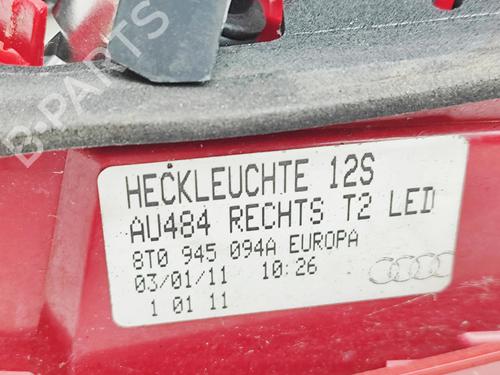 B-PARTS
HECKLEUCHTE 12S
AU484 RECHTS T2 LED
8T0 945 094A EUROPA
03/01/11 10:26
1 01 11